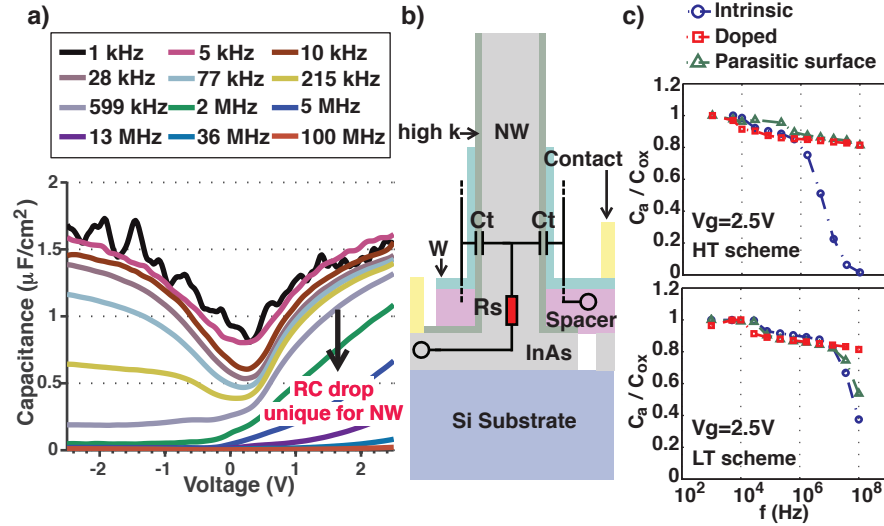 a)
1 kHz 5 kHz 10 kHz
28 kHz 77 kHz 215 kHz
599 kHz 2 MHz 5 MHz
13 MHz 36 MHz 100 MHz
Capacitance (μF/cm²)
2
1.5
1
0.5
0
-2 -1 0 1 2
Voltage (V)
RC drop
unique for NW
b)
high k
NW
Contact
Ct Ct
W
Rs
Spacer
InAs
Si Substrate
c)
Intrinsic
Doped
Parasitic surface
Ca / Cox
1.2
1
0.8
0.6
0.4
0.2
0
Vg=2.5V
HT scheme
Ca / Cox
1.2
1
0.8
0.6
0.4
0.2
0
Vg=2.5V
LT scheme
10² 10⁴ 10⁶ 10⁸
f (Hz)